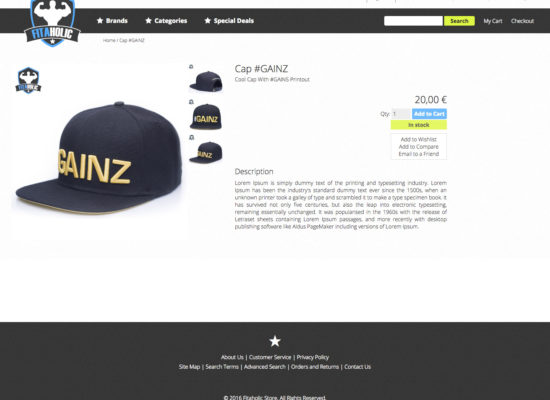 Brands
Categories
Special Deals
Search
My Cart
Checkout
FITAHOLIC
Home / Cap #GAINZ
Cap #GAINZ
Cool Cap With #GAINS Printout
FITAHOLIC
#GAINZ
GAINZ
GAINZ
20,00 €
Qty: 1 Add to Cart
In stock
Add to Wishlist
Add to Compare
Email to a Friend
Description
Lorem Ipsum is simply dummy text of the printing and typesetting industry. Lorem
Ipsum has been the industry's standard dummy text ever since the 1500s, when an
unknown printer took a galley of type and scrambled it to make a type specimen book. It
has survived not only five centuries, but also the leap into electronic typesetting,
remaining essentially unchanged. It was popularised in the 1960s with the release of
Letraset sheets containing Lorem Ipsum passages, and more recently with desktop
publishing software like Aldus PageMaker including versions of Lorem Ipsum.
About Us | Customer Service | Privacy Policy
Site Map | Search Terms | Advanced Search | Orders and Returns | Contact Us
© 2016 Fitaholic Store. All Rights Reserved.